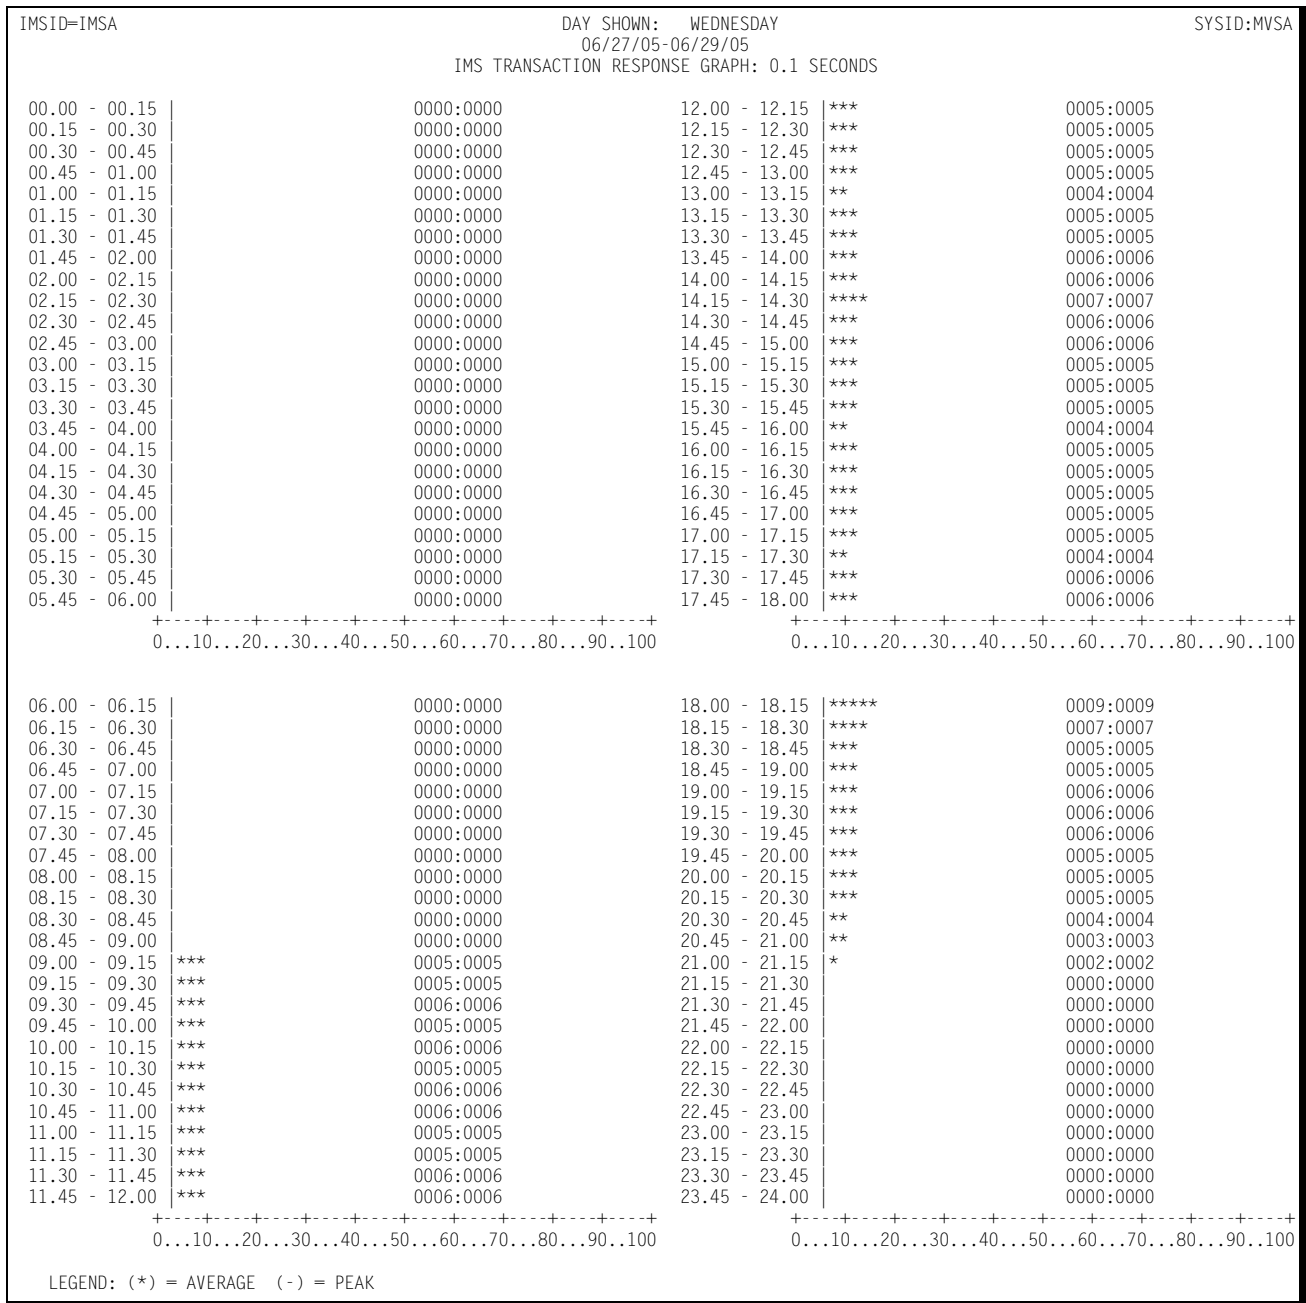 IMSID=IMSA DAY SHOWN: WEDNESDAY SYSID:MVSA
06/27/05-06/29/05
IMS TRANSACTION RESPONSE GRAPH: 0.1 SECONDS
00.00 - 00.15 | 0000:0000 12.00 - 12.15 |*** 0005:0005
00.15 - 00.30 | 0000:0000 12.15 - 12.30 |*** 0005:0005
00.30 - 00.45 | 0000:0000 12.30 - 12.45 |*** 0005:0005
00.45 - 01.00 | 0000:0000 12.45 - 13.00 |*** 0005:0005
01.00 - 01.15 | 0000:0000 13.00 - 13.15 |** 0004:0004
01.15 - 01.30 | 0000:0000 13.15 - 13.30 |*** 0005:0005
01.30 - 01.45 | 0000:0000 13.30 - 13.45 |*** 0005:0005
01.45 - 02.00 | 0000:0000 13.45 - 14.00 |*** 0006:0006
02.00 - 02.15 | 0000:0000 14.00 - 14.15 |*** 0006:0006
02.15 - 02.30 | 0000:0000 14.15 - 14.30 |**** 0007:0007
02.30 - 02.45 | 0000:0000 14.30 - 14.45 |*** 0006:0006
02.45 - 03.00 | 0000:0000 14.45 - 15.00 |*** 0006:0006
03.00 - 03.15 | 0000:0000 15.00 - 15.15 |*** 0005:0005
03.15 - 03.30 | 0000:0000 15.15 - 15.30 |*** 0005:0005
03.30 - 03.45 | 0000:0000 15.30 - 15.45 |*** 0005:0005
03.45 - 04.00 | 0000:0000 15.45 - 16.00 |** 0004:0004
04.00 - 04.15 | 0000:0000 16.00 - 16.15 |*** 0005:0005
04.15 - 04.30 | 0000:0000 16.15 - 16.30 |*** 0005:0005
04.30 - 04.45 | 0000:0000 16.30 - 16.45 |*** 0005:0005
04.45 - 05.00 | 0000:0000 16.45 - 17.00 |*** 0005:0005
05.00 - 05.15 | 0000:0000 17.00 - 17.15 |*** 0005:0005
05.15 - 05.30 | 0000:0000 17.15 - 17.30 |** 0004:0004
05.30 - 05.45 | 0000:0000 17.30 - 17.45 |*** 0006:0006
05.45 - 06.00 | 0000:0000 17.45 - 18.00 |*** 0006:0006
+----+----+----+----+----+----+----+----+----+----+ +----+----+----+----+----+----+----+----+----+----+
0...10...20...30...40...50...60...70...80...90..100 0...10...20...30...40...50...60...70...80...90..100
06.00 - 06.15 | 0000:0000 18.00 - 18.15 |***** 0009:0009
06.15 - 06.30 | 0000:0000 18.15 - 18.30 |**** 0007:0007
06.30 - 06.45 | 0000:0000 18.30 - 18.45 |*** 0005:0005
06.45 - 07.00 | 0000:0000 18.45 - 19.00 |*** 0005:0005
07.00 - 07.15 | 0000:0000 19.00 - 19.15 |*** 0006:0006
07.15 - 07.30 | 0000:0000 19.15 - 19.30 |*** 0006:0006
07.30 - 07.45 | 0000:0000 19.30 - 19.45 |*** 0006:0006
07.45 - 08.00 | 0000:0000 19.45 - 20.00 |*** 0005:0005
08.00 - 08.15 | 0000:0000 20.00 - 20.15 |*** 0005:0005
08.15 - 08.30 | 0000:0000 20.15 - 20.30 |*** 0005:0005
08.30 - 08.45 | 0000:0000 20.30 - 20.45 |** 0004:0004
08.45 - 09.00 | 0000:0000 20.45 - 21.00 |** 0003:0003
09.00 - 09.15 |*** 0005:0005 21.00 - 21.15 |* 0002:0002
09.15 - 09.30 |*** 0005:0005 21.15 - 21.30 | 0000:0000
09.30 - 09.45 |*** 0006:0006 21.30 - 21.45 | 0000:0000
09.45 - 10.00 |*** 0005:0005 21.45 - 22.00 | 0000:0000
10.00 - 10.15 |*** 0006:0006 22.00 - 22.15 | 0000:0000
10.15 - 10.30 |*** 0005:0005 22.15 - 22.30 | 0000:0000
10.30 - 10.45 |*** 0006:0006 22.30 - 22.45 | 0000:0000
10.45 - 11.00 |*** 0006:0006 22.45 - 23.00 | 0000:0000
11.00 - 11.15 |*** 0005:0005 23.00 - 23.15 | 0000:0000
11.15 - 11.30 |*** 0005:0005 23.15 - 23.30 | 0000:0000
11.30 - 11.45 |*** 0006:0006 23.30 - 23.45 | 0000:0000
11.45 - 12.00 |*** 0006:0006 23.45 - 24.00 | 0000:0000
+----+----+----+----+----+----+----+----+----+----+ +----+----+----+----+----+----+----+----+----+----+
0...10...20...30...40...50...60...70...80...90..100 0...10...20...30...40...50...60...70...80...90..100
LEGEND: (*) = AVERAGE (-) = PEAK